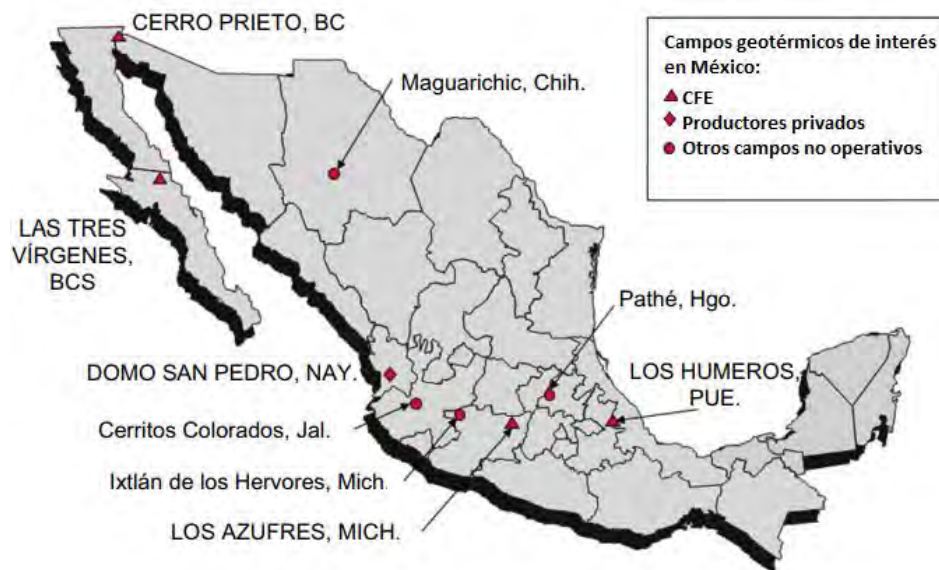 CERRO PRIETO, BC
Campos geotérmicos de interés
en México:
CFE
Productores privados
Otros campos no operativos
Maguarichic, Chih.
LAS TRES
VÍRGENES,
BCS
Pathé, Hgo.
DOMO SAN PEDRO, NAY.
LOS HUMEROS,
PUE.
Cerritos Colorados, Jal.
Ixtlán de los Hervores, Mich.
LOS AZUFRES, MICH.